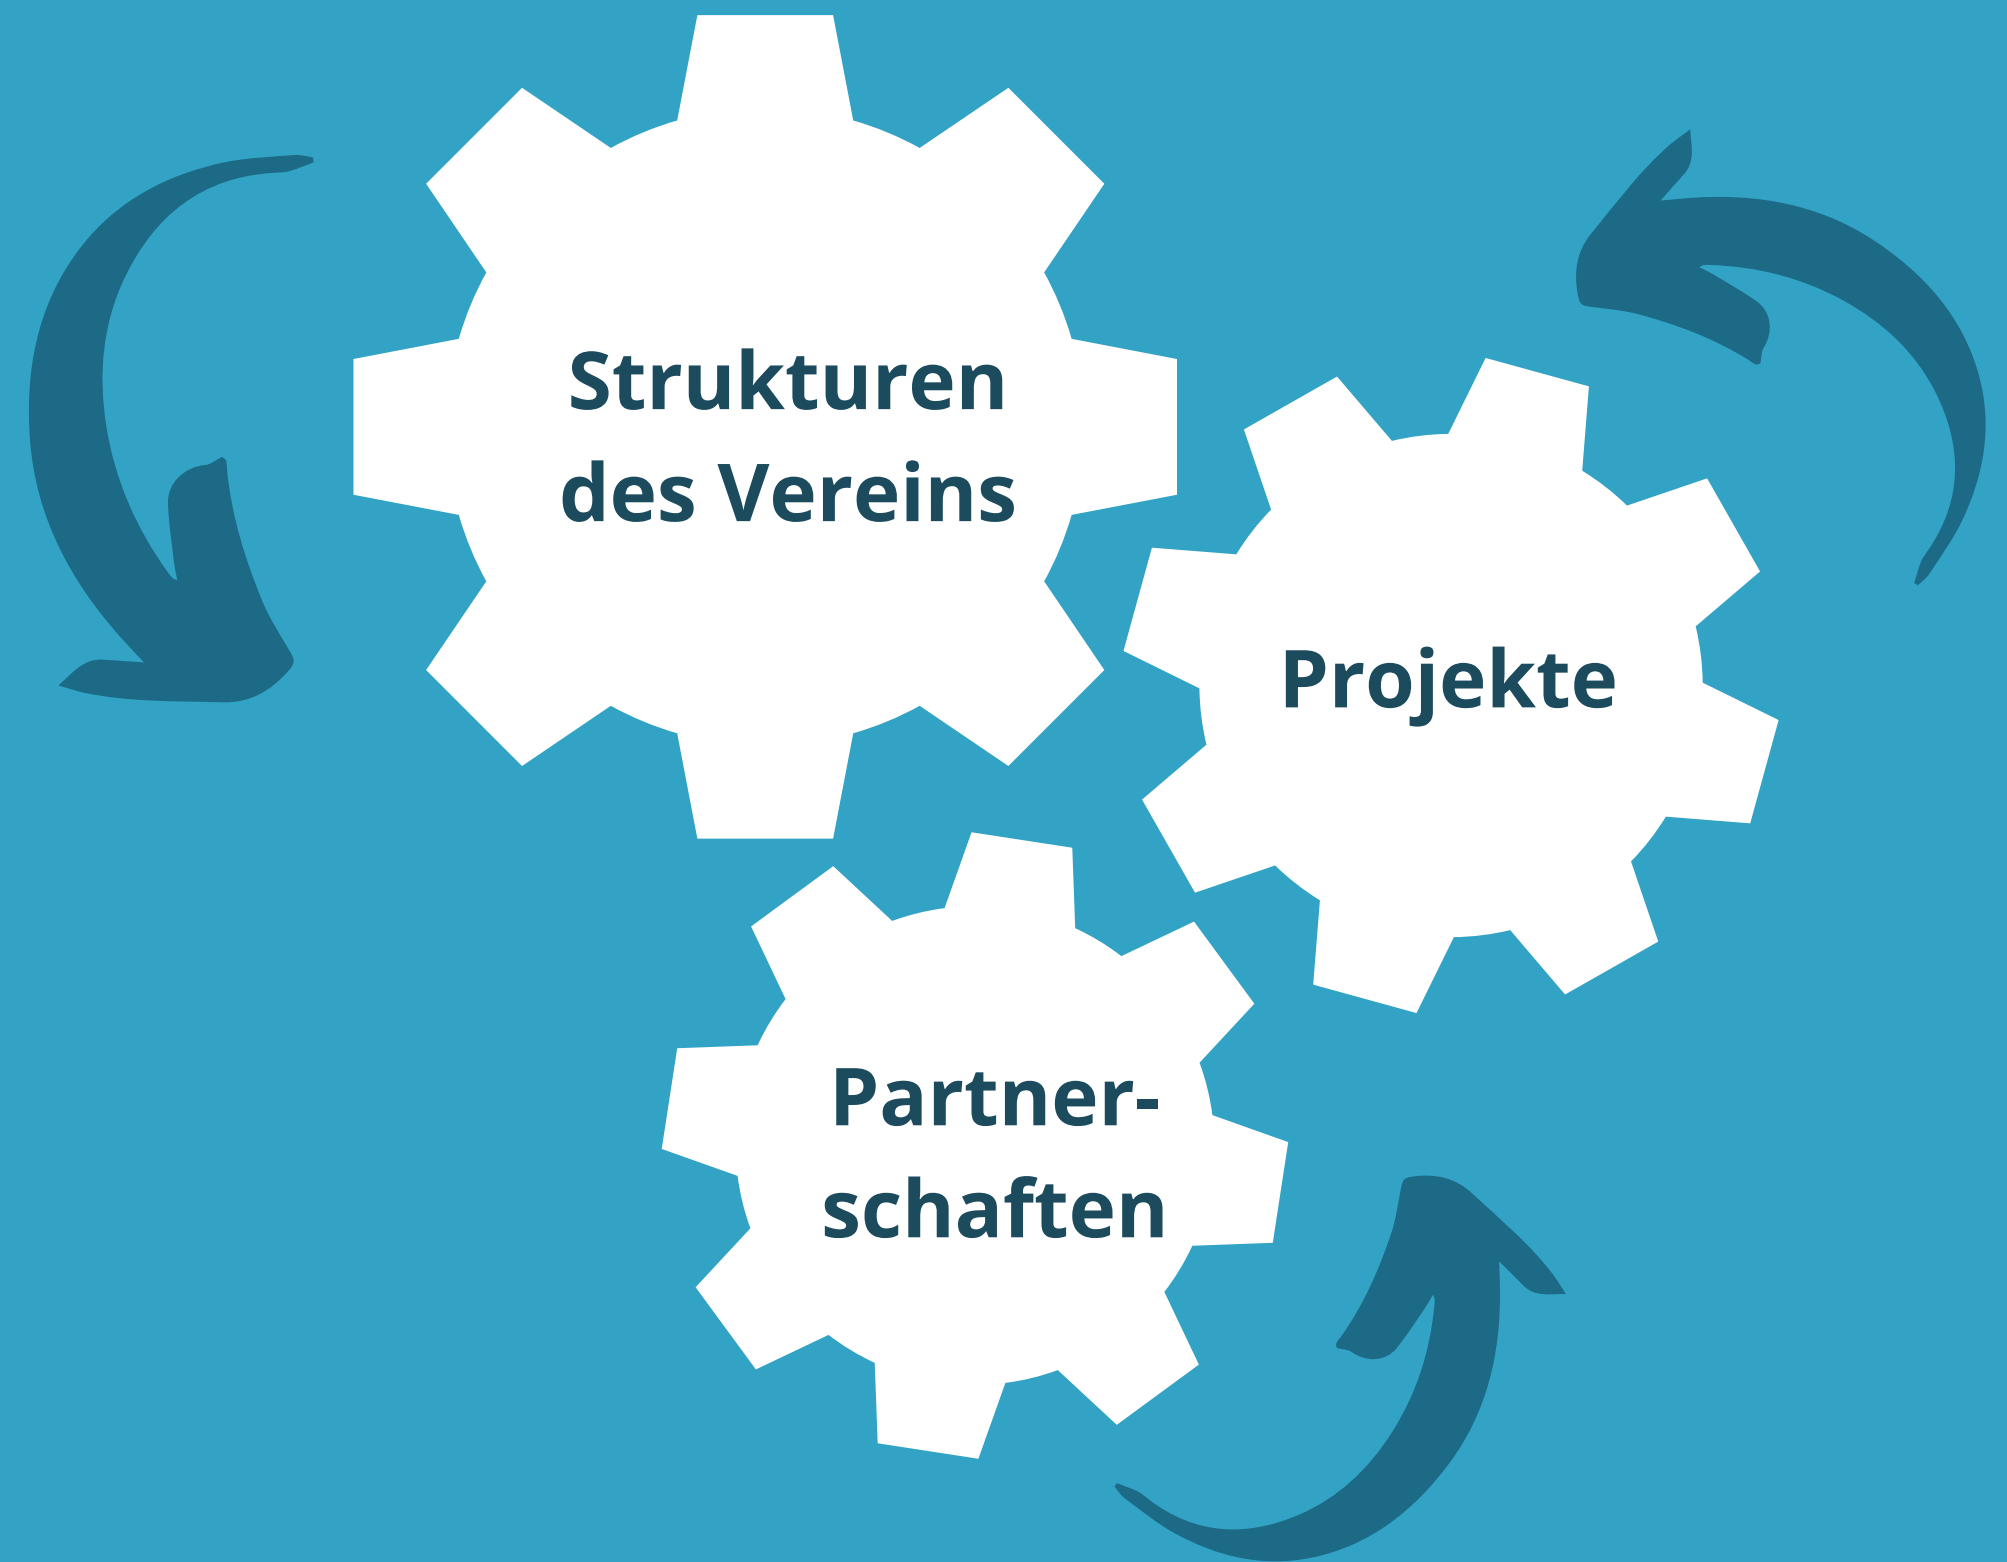 Strukturen
des Vereins
Projekte
Partner-
schaften